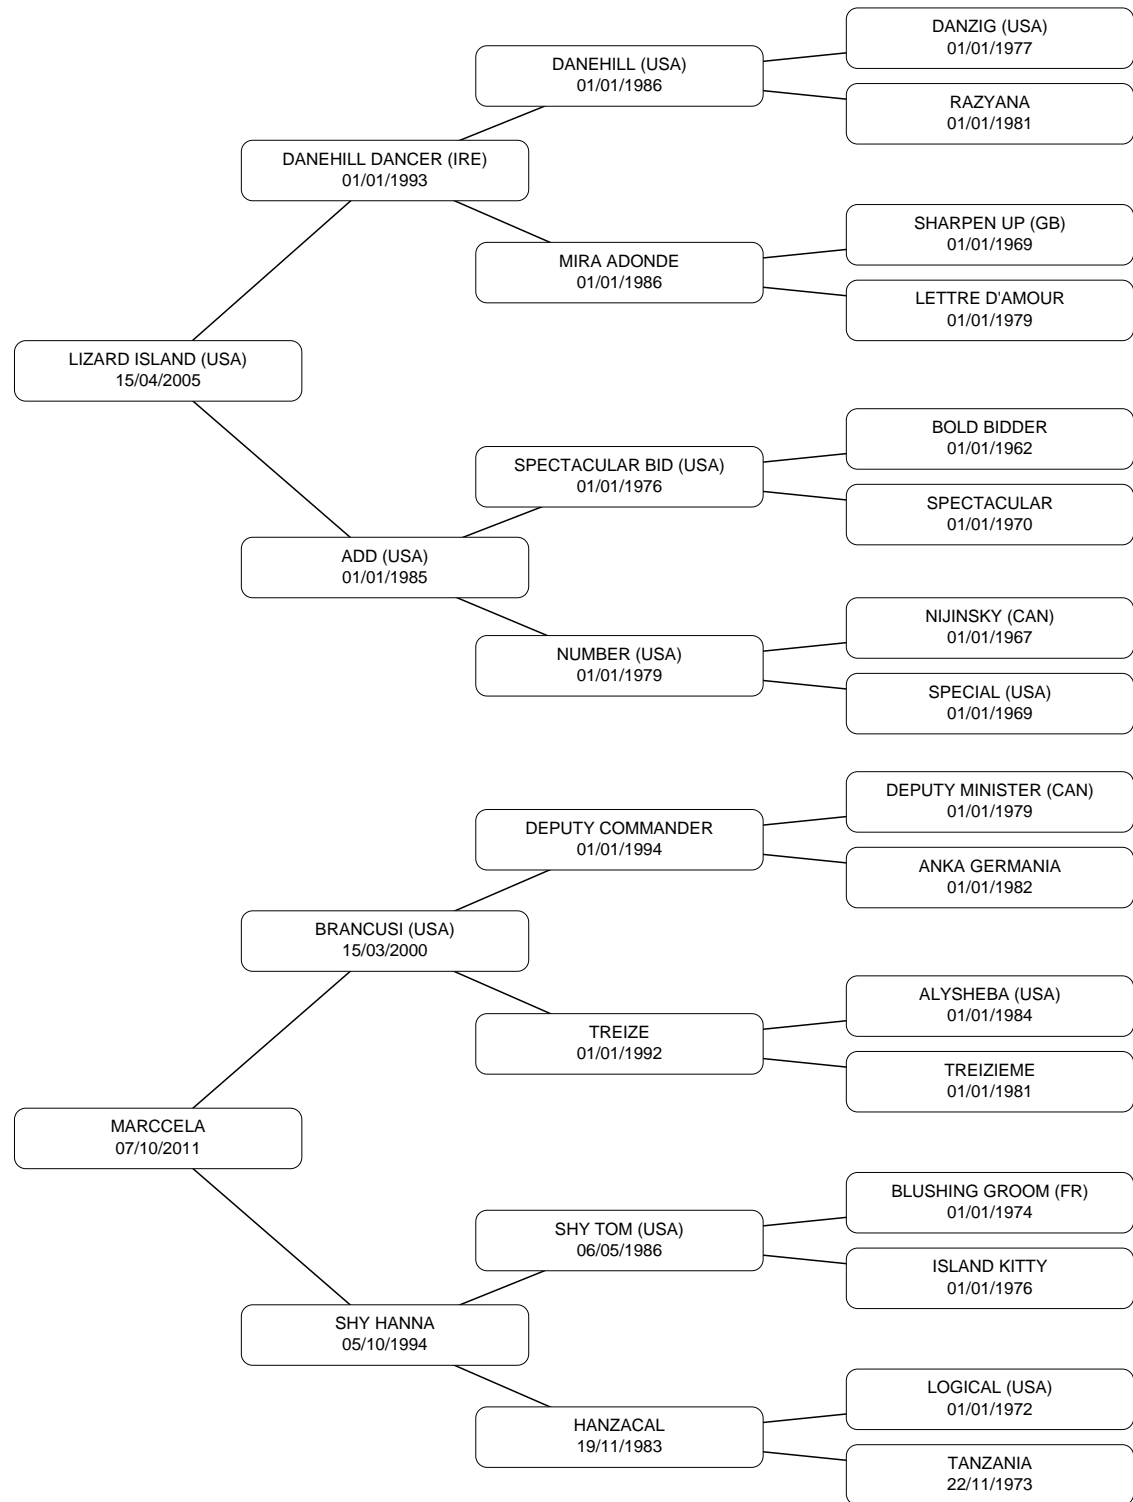 DANZIG (USA)
01/01/1977
DANEHILL (USA)
01/01/1986
RAZYANA
01/01/1981
DANEHILL DANCER (IRE)
01/01/1993
SHARPEN UP (GB)
01/01/1969
MIRA ADONDE
01/01/1986
LETTRE D'AMOUR
01/01/1979
LIZARD ISLAND (USA)
15/04/2005
BOLD BIDDER
01/01/1962
SPECTACULAR BID (USA)
01/01/1976
SPECTACULAR
01/01/1970
ADD (USA)
01/01/1985
NIJINSKY (CAN)
01/01/1967
NUMBER (USA)
01/01/1979
SPECIAL (USA)
01/01/1969
DEPUTY MINISTER (CAN)
01/01/1979
DEPUTY COMMANDER
01/01/1994
ANKA GERMANIA
01/01/1982
BRANCUSI (USA)
15/03/2000
ALYSHEBA (USA)
01/01/1984
TREIZE
01/01/1992
TREIZIEME
01/01/1981
MARCCELA
07/10/2011
BLUSHING GROOM (FR)
01/01/1974
SHY TOM (USA)
06/05/1986
ISLAND KITTY
01/01/1976
SHY HANNA
05/10/1994
LOGICAL (USA)
01/01/1972
HANZACAL
19/11/1983
TANZANIA
22/11/1973